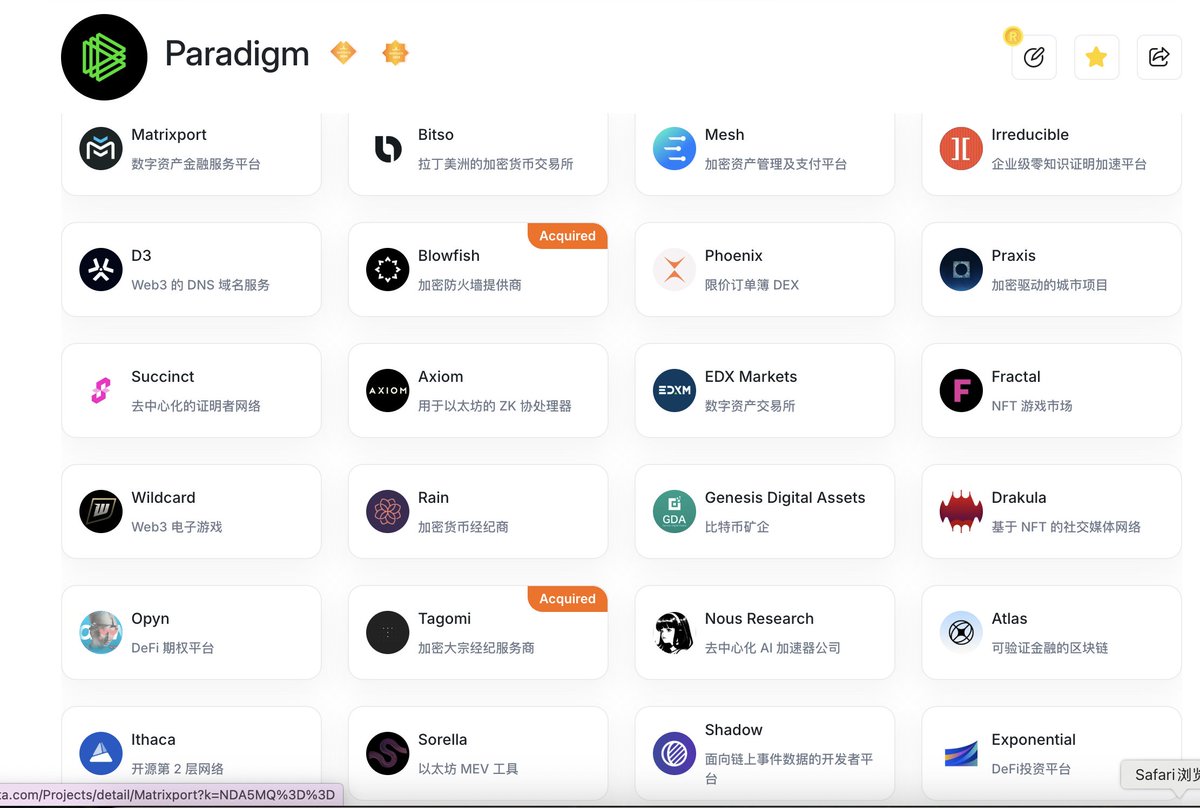 Paradigm
R
Matrixport
数字资产金融服务平台
Bitso
拉丁美洲的加密货币交易所
Mesh
加密资产管理及支付平台
Irreducible
企业级零知识证明加速平台
D3
Web3 的 DNS 域名服务
Acquired
Blowfish
加密防火墙提供商
Phoenix
限价订单簿 DEX
Praxis
加密驱动的城市项目
Succinct
去中心化的证明者网络
AXIOM
Axiom
用于以太坊的 ZK 协处理器
EDXM
EDX Markets
数字资产交易所
F
Fractal
NFT 游戏市场
W
Wildcard
Web3 电子游戏
Rain
加密货币经纪商
GDA
Genesis Digital Assets
比特币矿企
Drakula
基于 NFT 的社交媒体网络
Opyn
DeFi 期权平台
Acquired
Tagomi
加密大宗经纪服务商
Nous Research
去中心化 AI 加速器公司
Atlas
可验证金融的区块链
Ithaca
开源第 2 层网络
Sorella
以太坊 MEV 工具
Shadow
面向链上事件数据的开发者平
台
Exponential
DeFi投资平台
Safari浏览
ta.com/Projects/detail/Matrixport?k=NDA5MQ%3D%3D